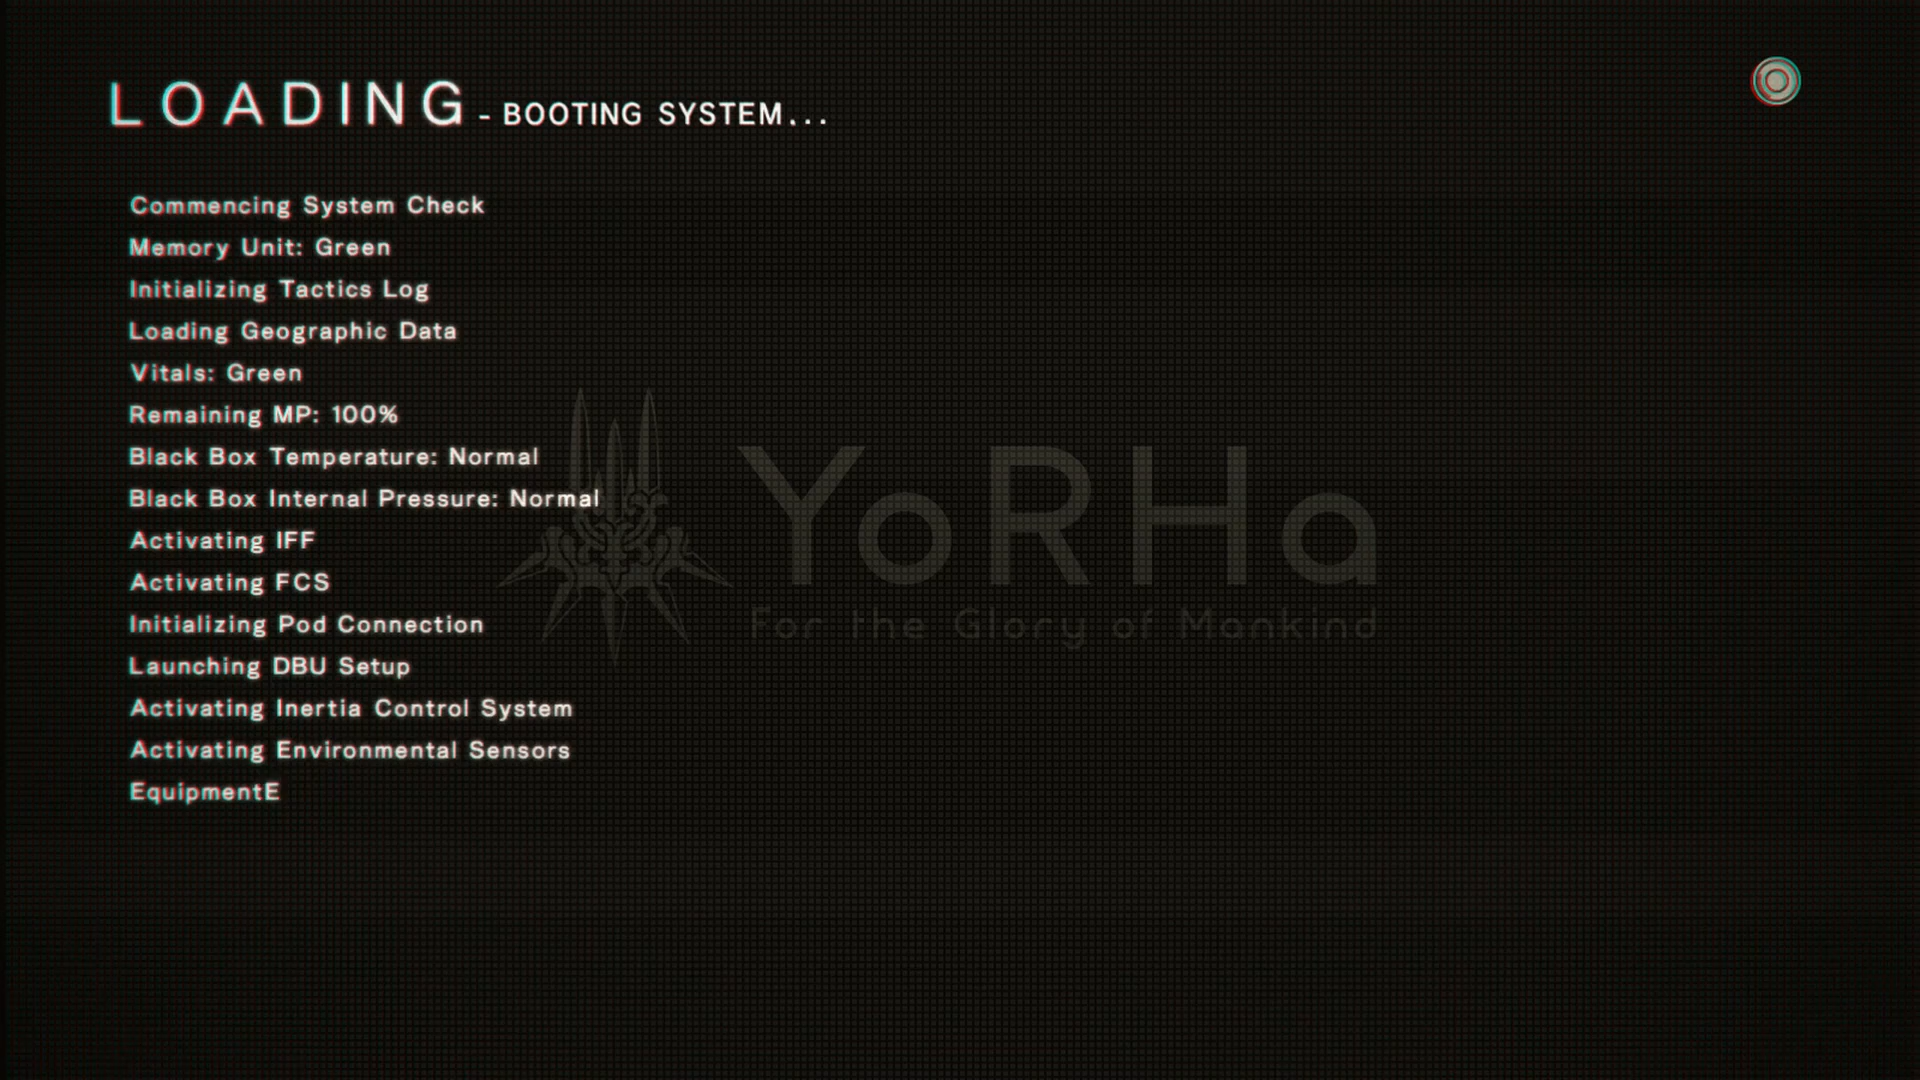 LOADING - BOOTING SYSTEM...
Commencing System Check
Memory Unit: Green
Initializing Tactics Log
Loading Geographic Data
Vitals: Green
Remaining MP: 100%
Black Box Temperature: Normal
Black Box Internal Pressure: Normal
Activating IFF
Activating FCS
Initializing Pod Connection
Launching DBU Setup
Activating Inertia Control System
Activating Environmental Sensors
EquipmentE
YoRHa
For the Glory of Mankind